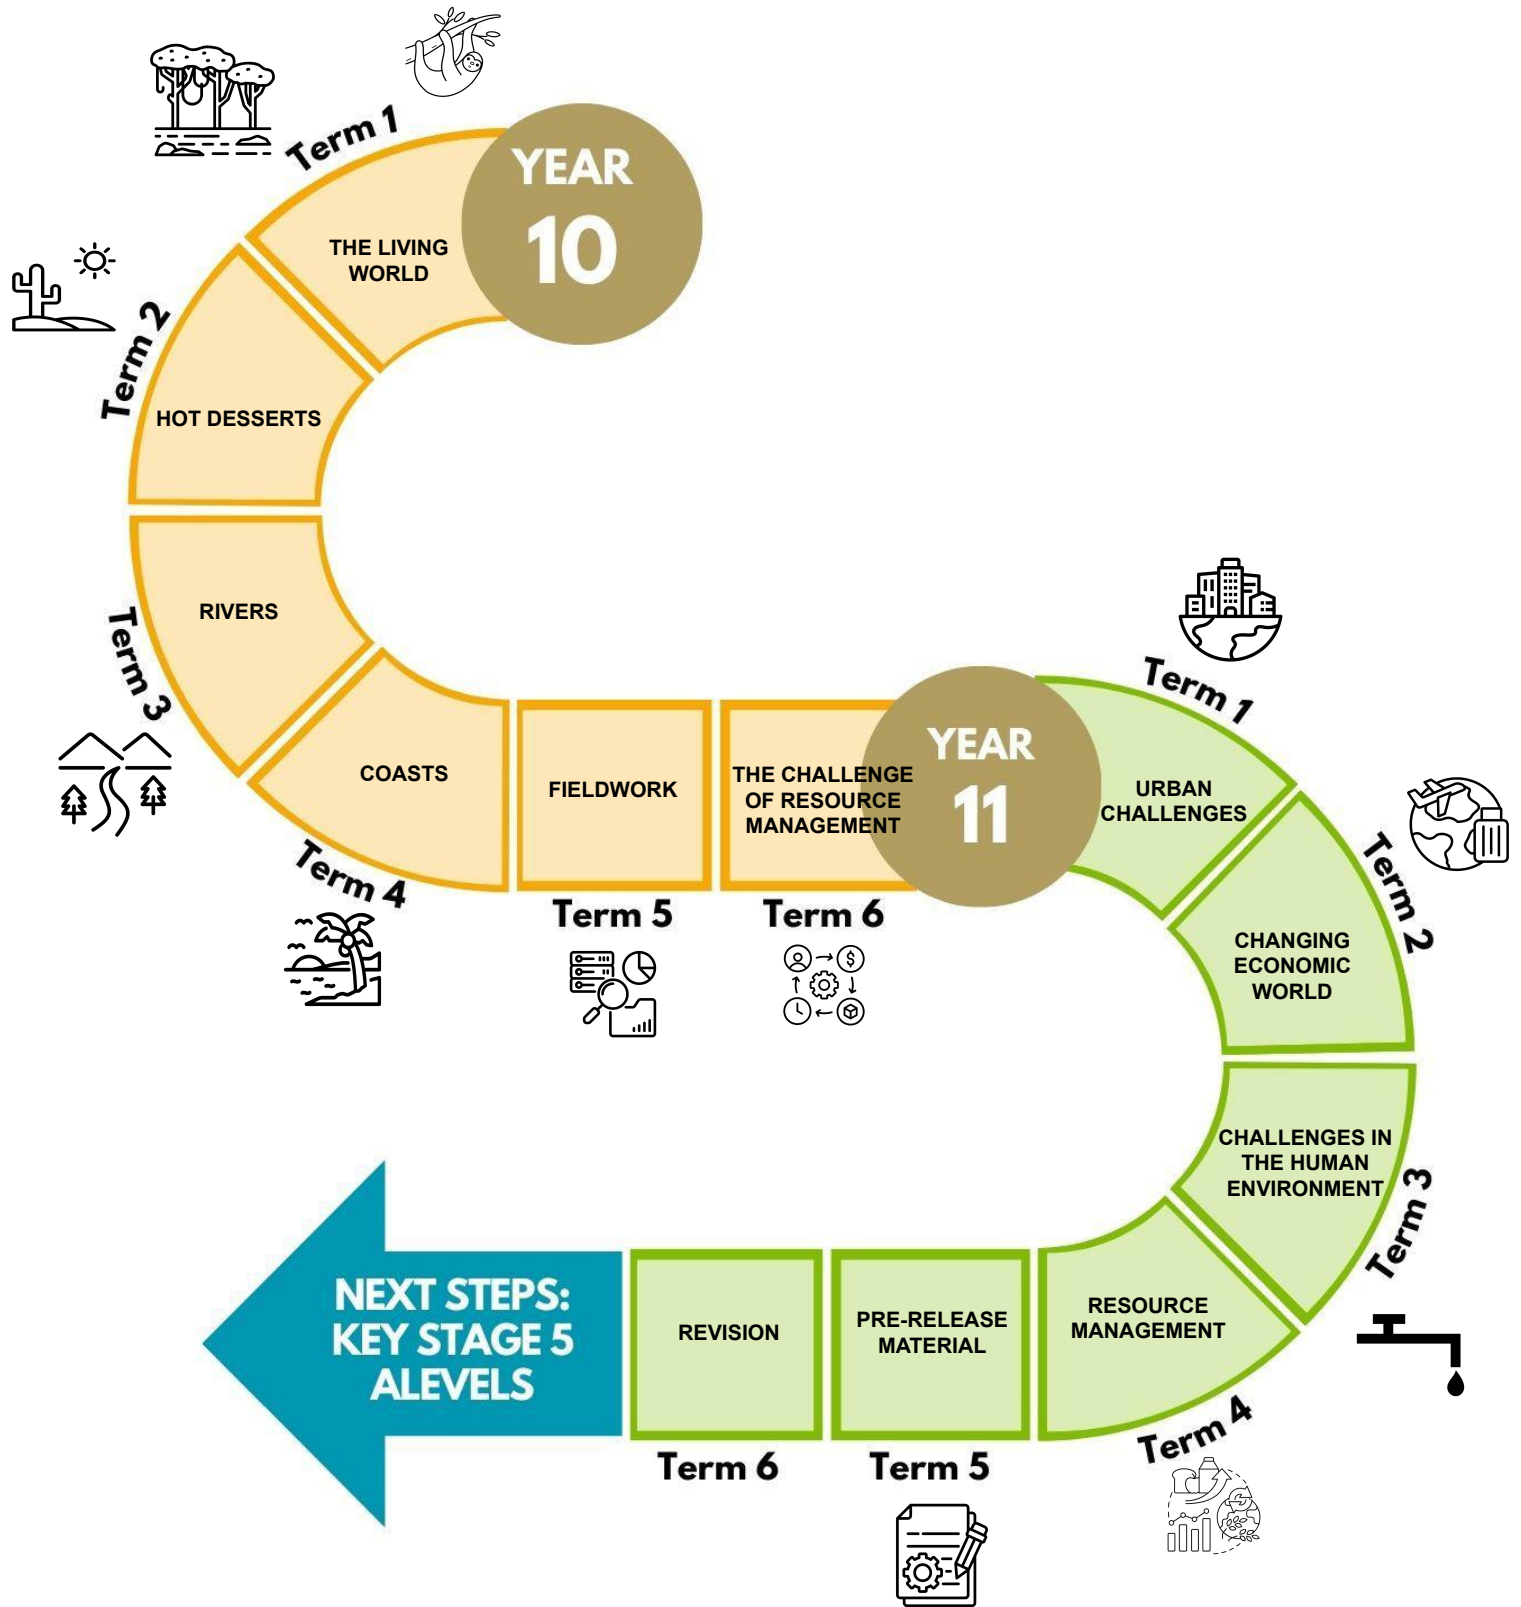 YEAR
10
Term 1
THE LIVING
WORLD
Term 2
HOT DESSERTS
Term 3
RIVERS
Term 4
COASTS
FIELDWORK
Term 5
THE CHALLENGE
OF RESOURCE
MANAGEMENT
Term 6
YEAR
11
Term 1
URBAN
CHALLENGES
Term 2
CHANGING
ECONOMIC
WORLD
Term 3
CHALLENGES IN
THE HUMAN
ENVIRONMENT
Term 4
RESOURCE
MANAGEMENT
PRE-RELEASE
MATERIAL
Term 5
REVISION
Term 6
NEXT STEPS:
KEY STAGE 5
ALEVELS